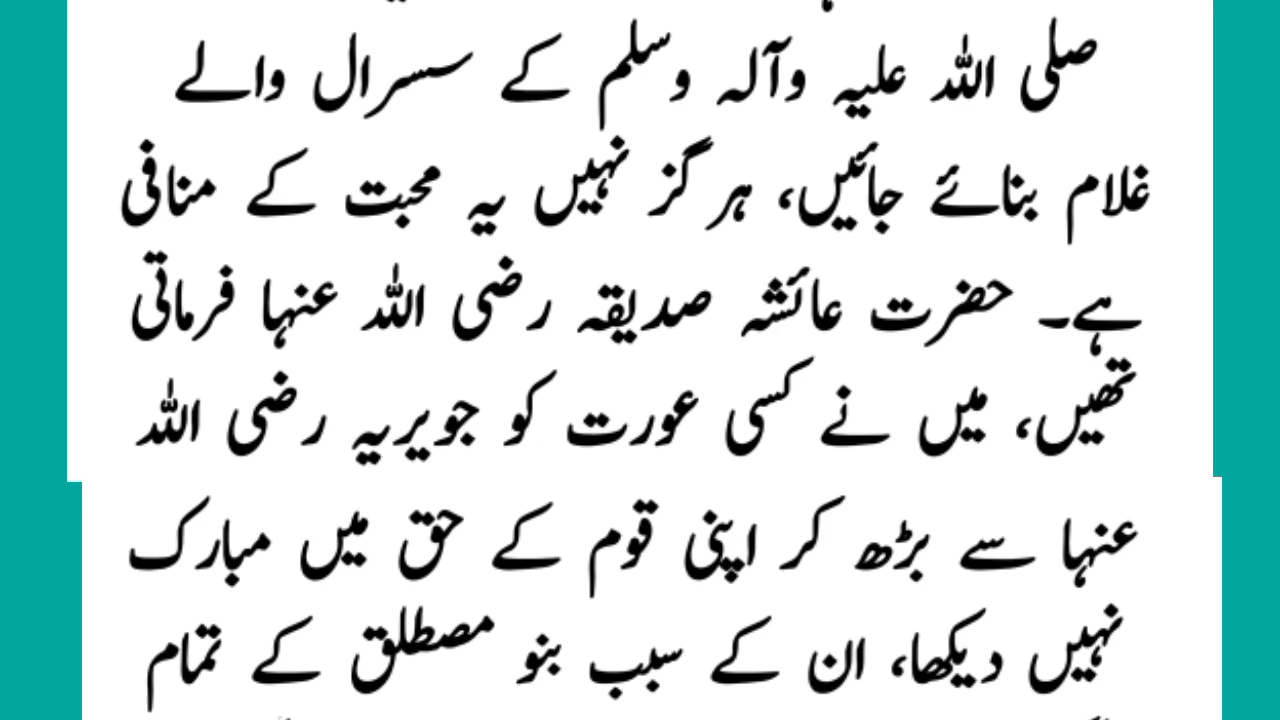 صلی اللہ علیہ وآلہ وسلم کے سسرال والے
غلام بنائے جائیں، ہرگز نہیں یہ محبت کے منافی
ہے۔ حضرت عائشہ صدیقہ رضی اللہ عنہا فرماتی
تھیں، میں نے کسی عورت کو جویریہ رضی اللہ
عنہا سے بڑھ کر اپنی قوم کے حق میں مبارک
نہیں دیکھا، ان کے سبب بنو مصطلق کے تمام